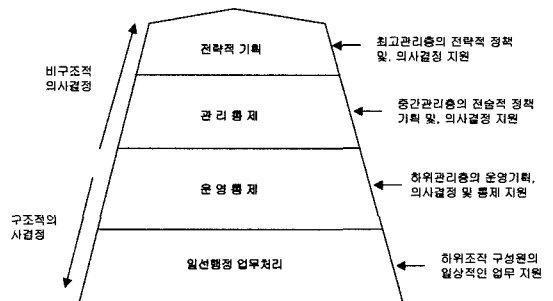 전략적 기획
최고관리층의 전략적 정책
및, 의사결정 지원
비구조적
의사결정
관 리 통 제
중간관리층의 전술적 정책
기획 및, 의사결정 지원
운 영 통 제
하위관리층의 운영기획,
의사결정 및 통제 지원
구조적의
사결정
일선행정 업무처리
하위조작 구성원의
일상적인 업무 지원